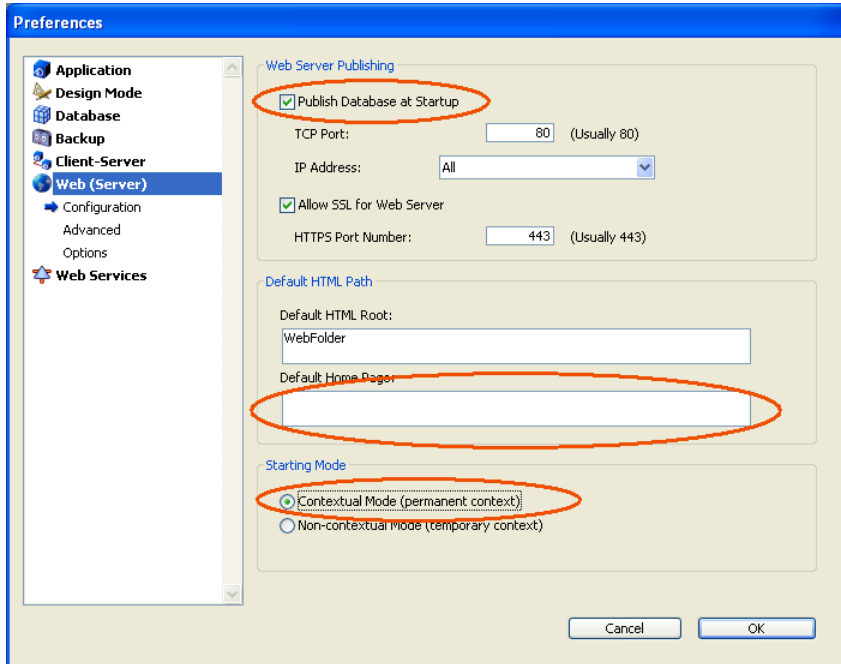 Preferences
Application
Design Mode
Database
Backup
Client-Server
Web (Server)
Configuration
Advanced
Options
Web Services
Web Server Publishing
Publish Database at Startup
TCP Port: 80 (Usually 80)
IP Address: All
Allow SSL for Web Server
HTTPS Port Number: 443 (Usually 443)
Default HTML Path
Default HTML Root:
WebFolder
Default Home Page:
Starting Mode
Contextual Mode (permanent context)
Non-contextual Mode (temporary context)
Cancel OK